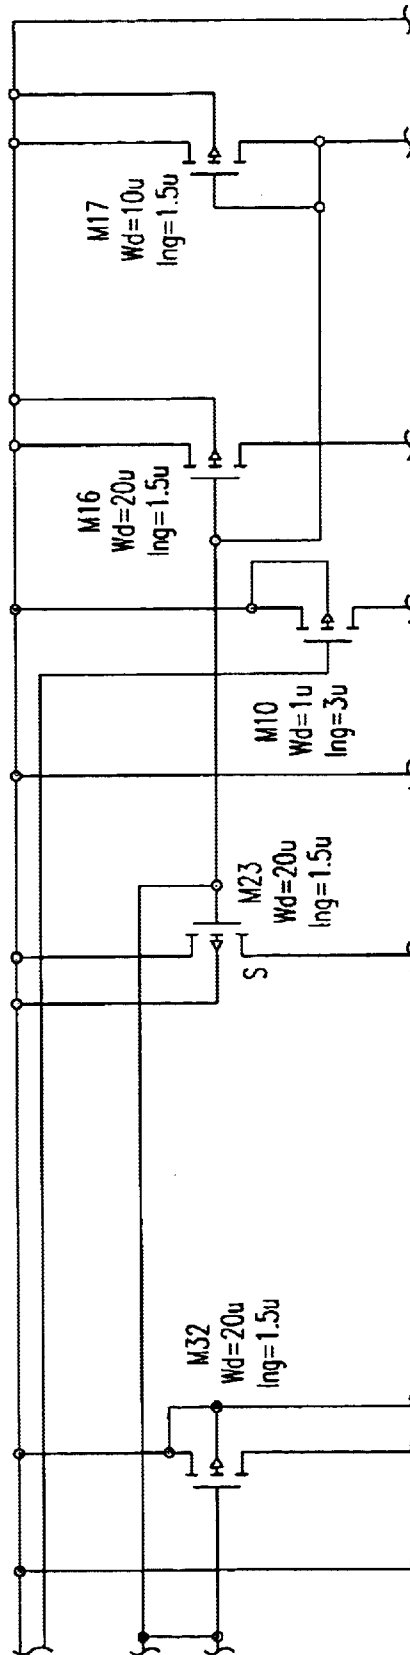 M17
Wd=10u
lng=1.5u
M16
Wd=20u
lng=1.5u
M10
Wd=1u
lng=3u
M23
Wd=20u
lng=1.5u
S
M32
Wd=20u
lng=1.5u